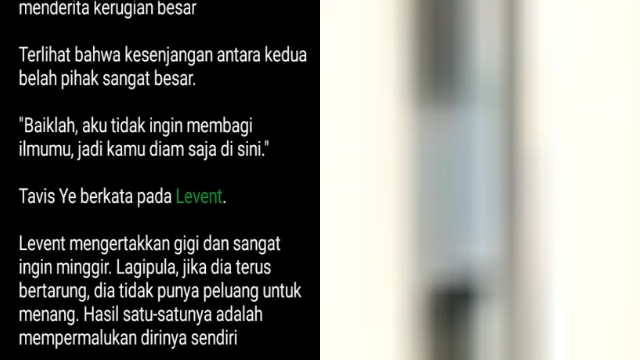 menderita kerugian besar
Terlihat bahwa kesenjangan antara kedua
belah pihak sangat besar.
"Baiklah, aku tidak ingin membagi
ilmumu, jadi kamu diam saja di sini."
Tavis Ye berkata pada Levent.
Levent mengertakkan gigi dan sangat
ingin minggir. Lagipula, jika dia terus
bertarung, dia tidak punya peluang untuk
menang. Hasil satu-satunya adalah
mempermalukan dirinya sendiri